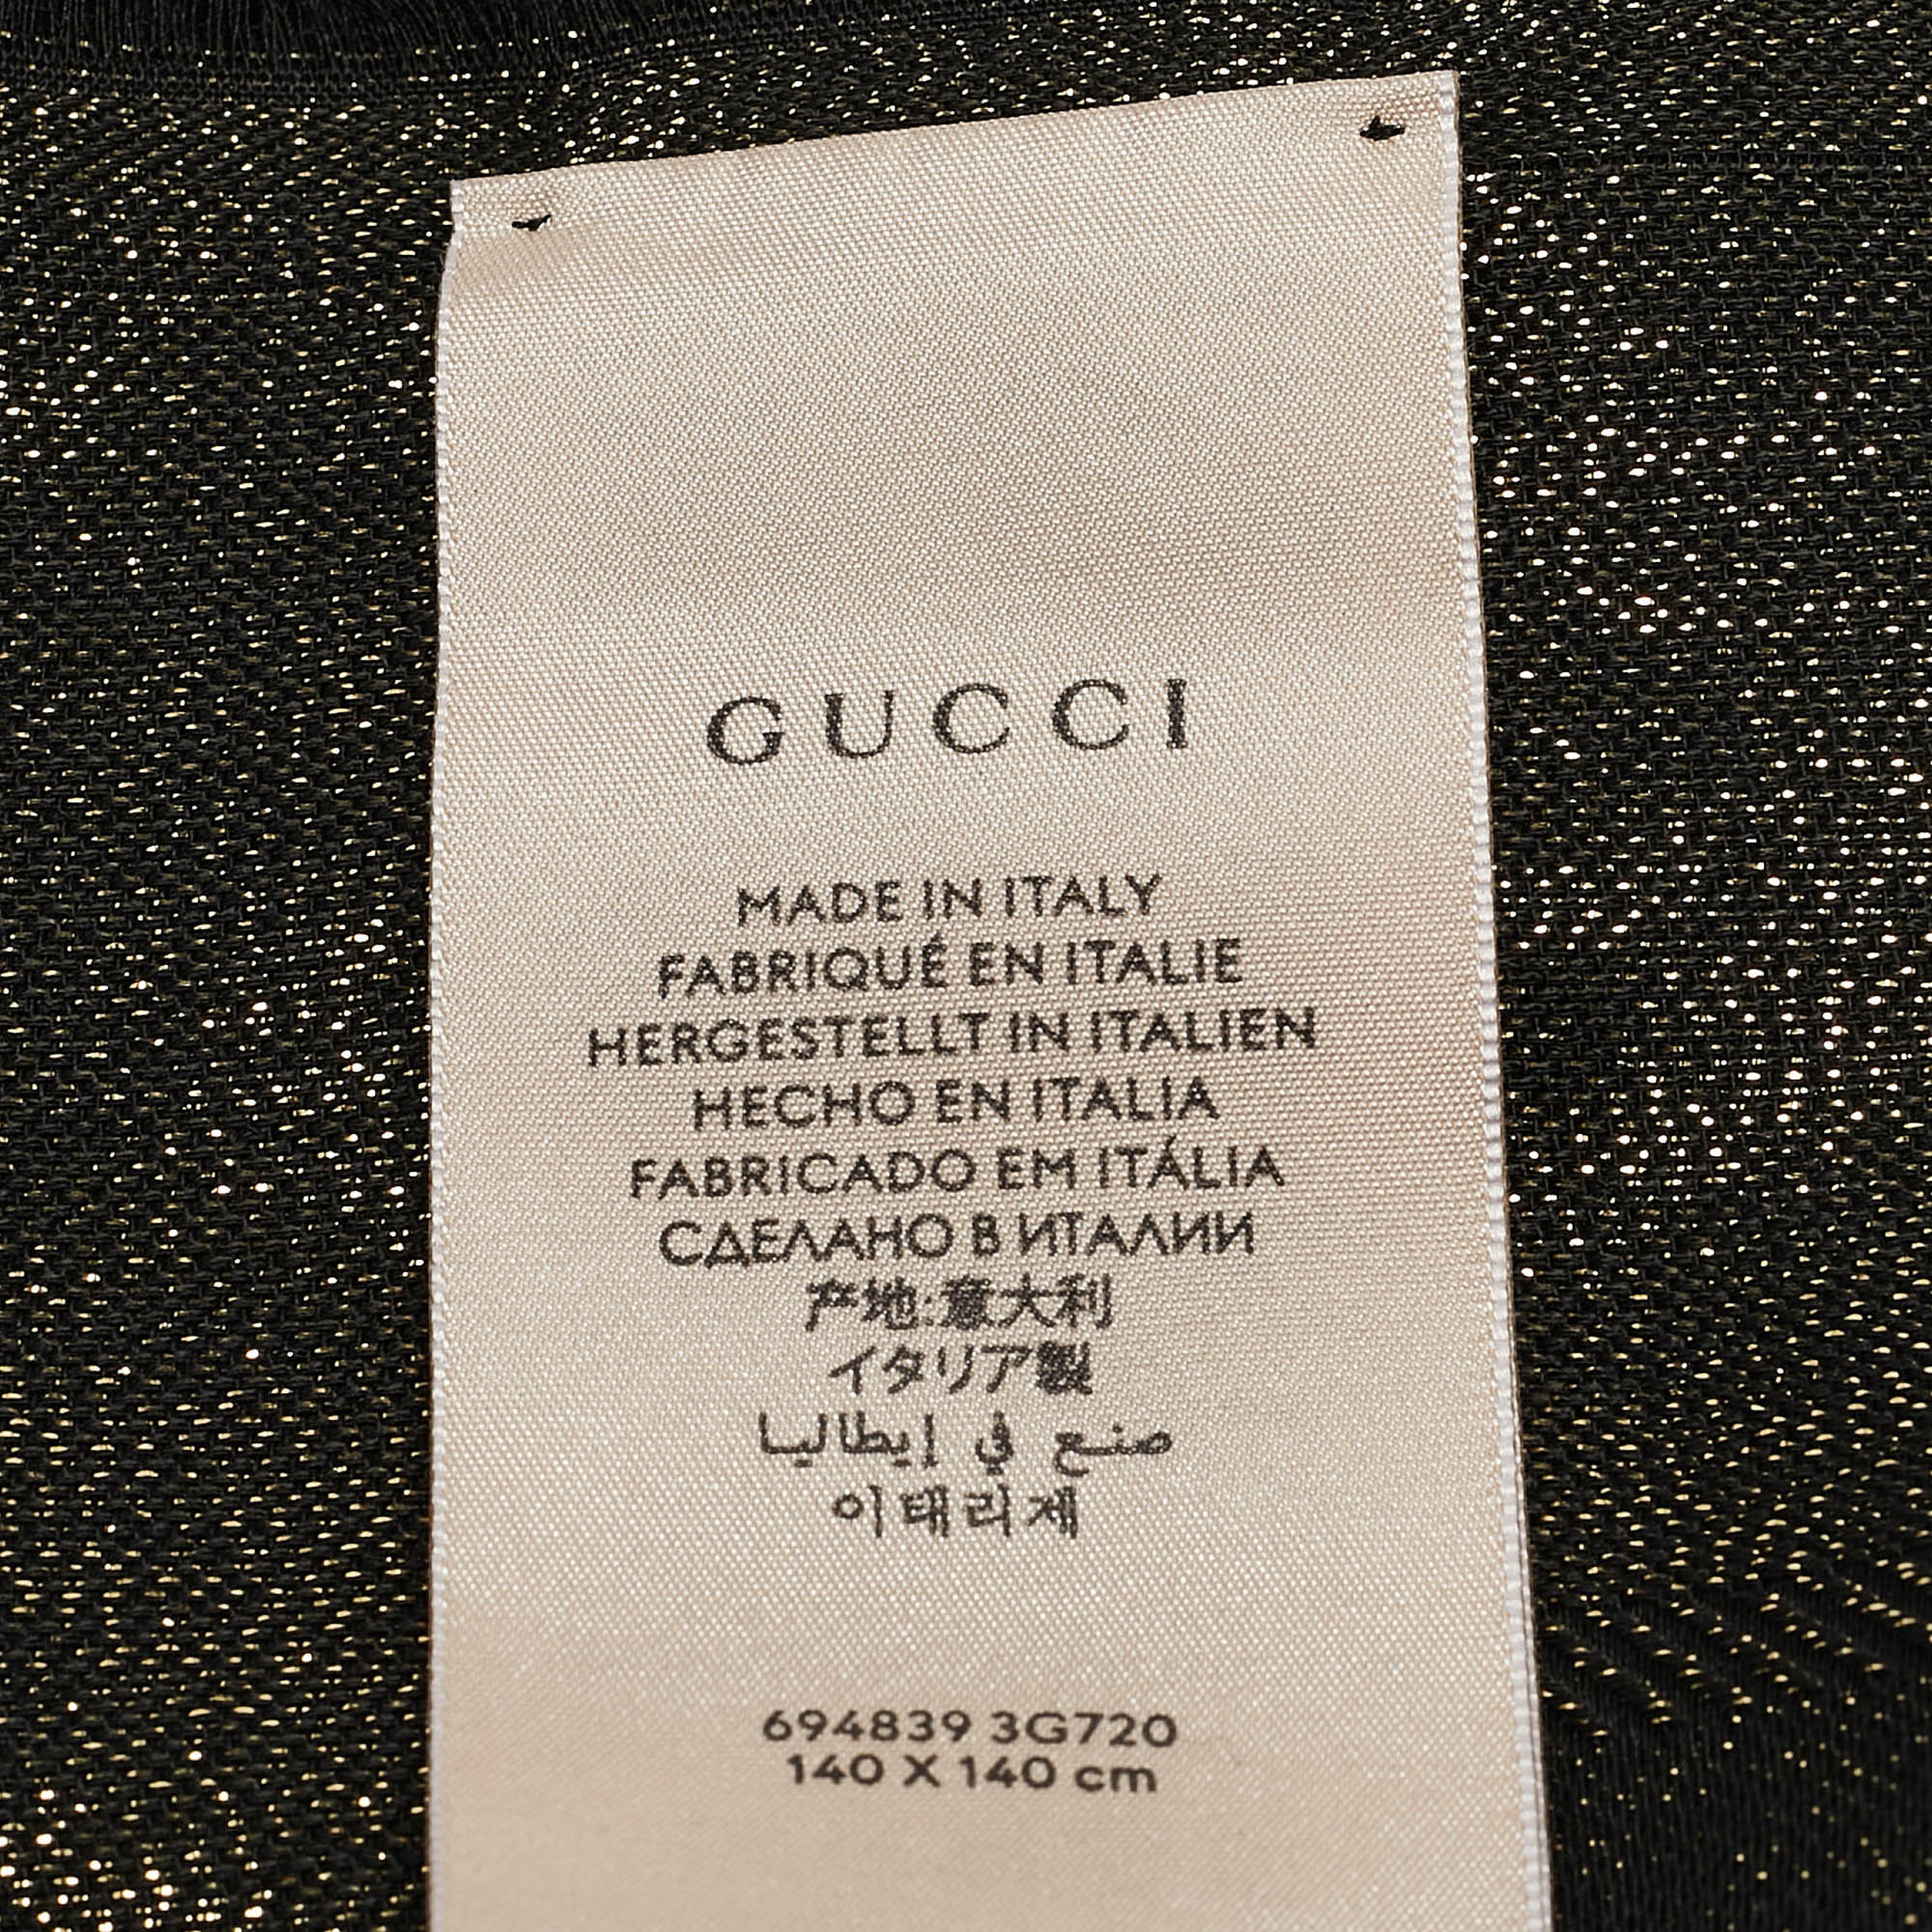 GUCCI
MADE IN ITALY
FABRIQUÉ EN ITALIE
HERGESTELLT IN ITALIEN
HECHO EN ITALIA
FABRICADO EM ITÁLIA
СДЕЛАНО В ИТАЛИИ
产地:意大利
イタリア製
صنع في إيطاليا
이태리제
694839 3G720
140 X 140 cm